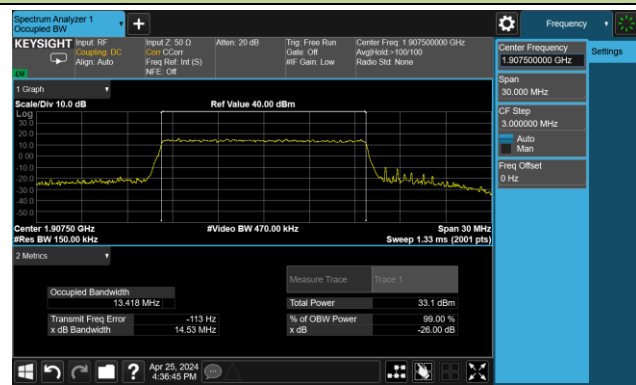 Spectrum Analyzer 1
Occupied BW
Frequency
KEYSIGHT
Input: RF
Coupling: DC
Align: Auto
Input Z: 50 Ω
Corr CCorr
Freq Ref: Int (S)
NFE: Off
Atten: 20 dB
Trig: Free Run
Gate: Off
#IF Gain: Low
Center Freq: 1.907500000 GHz
Avg|Hold:>100/100
Radio Std: None
Center Frequency
1.907500000 GHz
Settings
Span
30.000 MHz
CF Step
3.000000 MHz
Auto
Man
Freq Offset
0 Hz
1 Graph
Scale/Div 10.0 dB
Ref Value 40.00 dBm
Log
30.0
20.0
10.0
0.00
-10.0
-20.0
-30.0
-40.0
-50.0
Center 1.90750 GHz
#Video BW 470.00 kHz
Span 30 MHz
#Res BW 150.00 kHz
Sweep 1.33 ms (2001 pts)
2 Metrics
Measure Trace
Trace 1
Occupied Bandwidth
13.418 MHz
Total Power
33.1 dBm
Transmit Freq Error
-113 Hz
% of OBW Power
99.00 %
x dB Bandwidth
14.53 MHz
x dB
-26.00 dB
Apr 25, 2024
4:36:45 PM